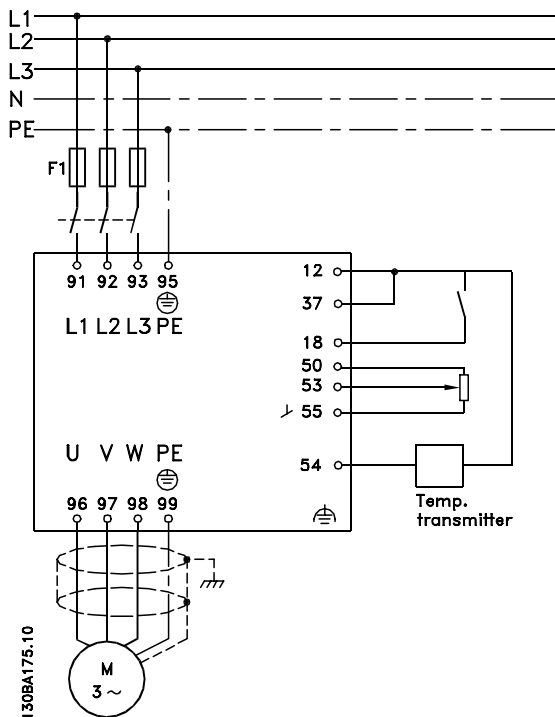 L1
L2
L3
N
PE
F1
91 92 93 95
L1 L2 L3 PE
12
37
18
50
53
55
54
U V W PE
96 97 98 99
Temp.
transmitter
M
3 ~
130BA175.10